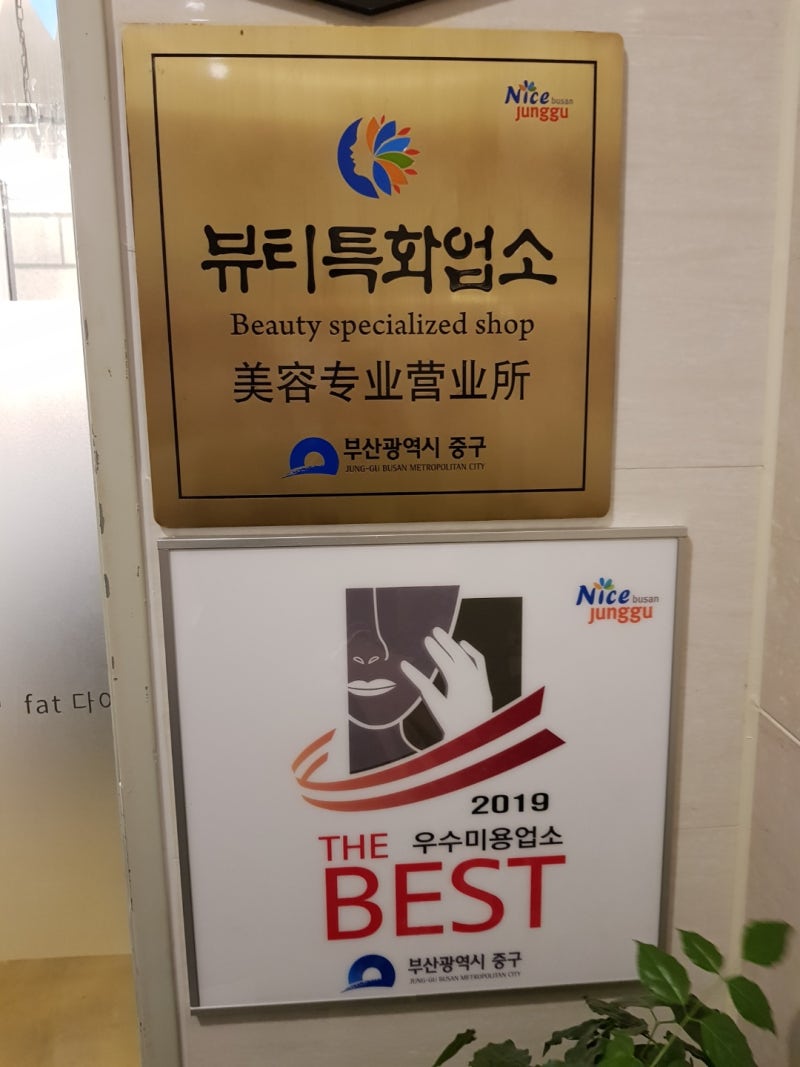 Nice busan
junggu
뷰티특화업소
Beauty specialized shop
美容专业营业所
부산광역시 중구
JUNG-GU BUSAN METROPOLITAN CITY
fat 다이
Nice busan
junggu
2019
THE 우수미용업소
BEST
부산광역시 중구
JUNG-GU BUSAN METROPOLITAN CITY